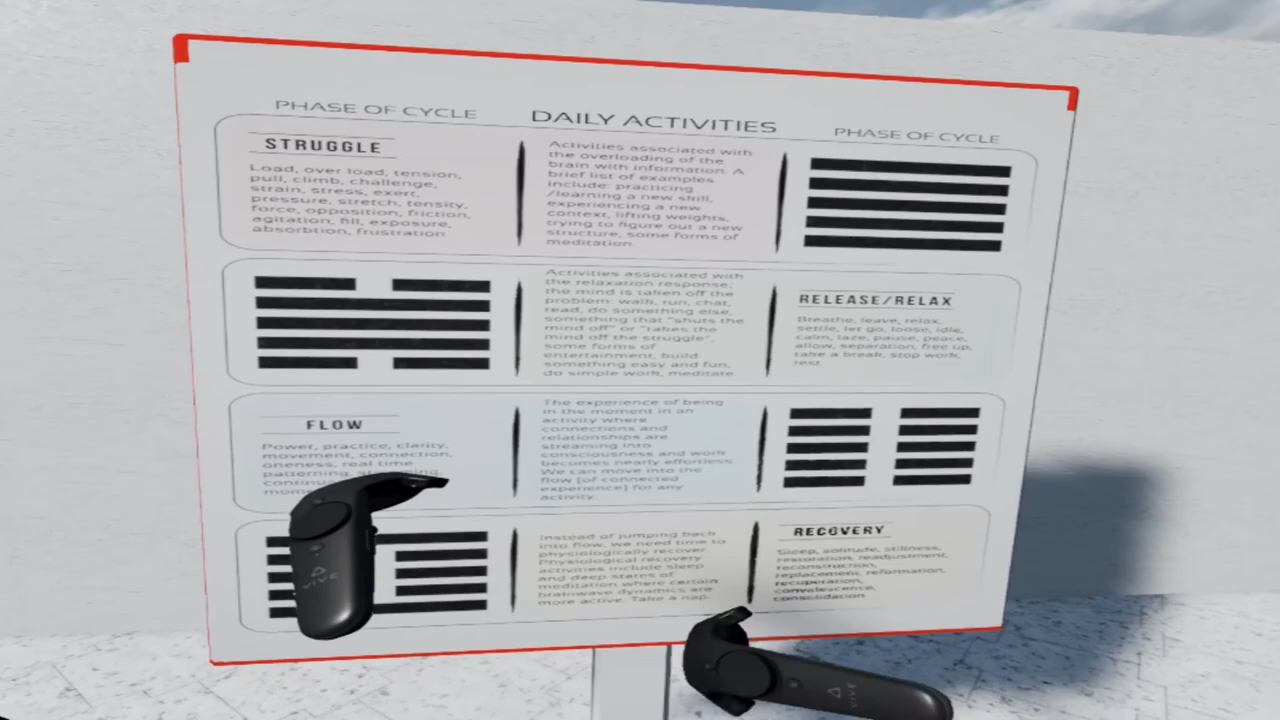 PHASE OF CYCLE
DAILY ACTIVITIES
PHASE OF CYCLE
STRUGGLE
Load, over load, tension,
pull, climb, challenge,
strain, stress, exert,
pressure, stretch, tensity,
force, opposition, friction,
agitation, fill, exposure,
absorbtion, frustration
Activities associated with
the overloading of the
brain with information. A
brief list of examples
include: practicing
/learning a new skill,
experiencing a new
context, lifting weights,
trying to figure out a new
structure, some forms of
meditation.
Activities associated with
the relaxation response;
the mind is taken off the
problem: walk, run, chat,
read, do something else,
something that "shuts the
mind off" or "takes the
mind off the struggle",
some forms of
entertainment, build
something easy and fun,
do simple work, meditate
RELEASE/RELAX
Breathe, leave, relax,
settle, let go, loose, idle,
calm, laze, pause, peace,
allow, separation, free up,
take a break, stop work,
rest
FLOW
Power, practice, clarity,
movement, connection,
oneness, real time
patterning,
The experience of being
in the moment in an
activity where
connections and
relationships are
streaming into
consciousness and work
becomes nearly effortless.
We can move into the
flow [of connected
experience] for any
activity.
Instead of jumping back
into flow, we need time to
physiologically recover.
Physiological recovery
activities include sleep
and deep states of
meditation where certain
brainwave dynamics are
more active. Take a nap.
RECOVERY
Sleep, solitude, stillness,
restoration, readjustment,
reconstruction,
replacement, reformation,
recuperation,
convalescence,
consolidation
VIVE
VIVE